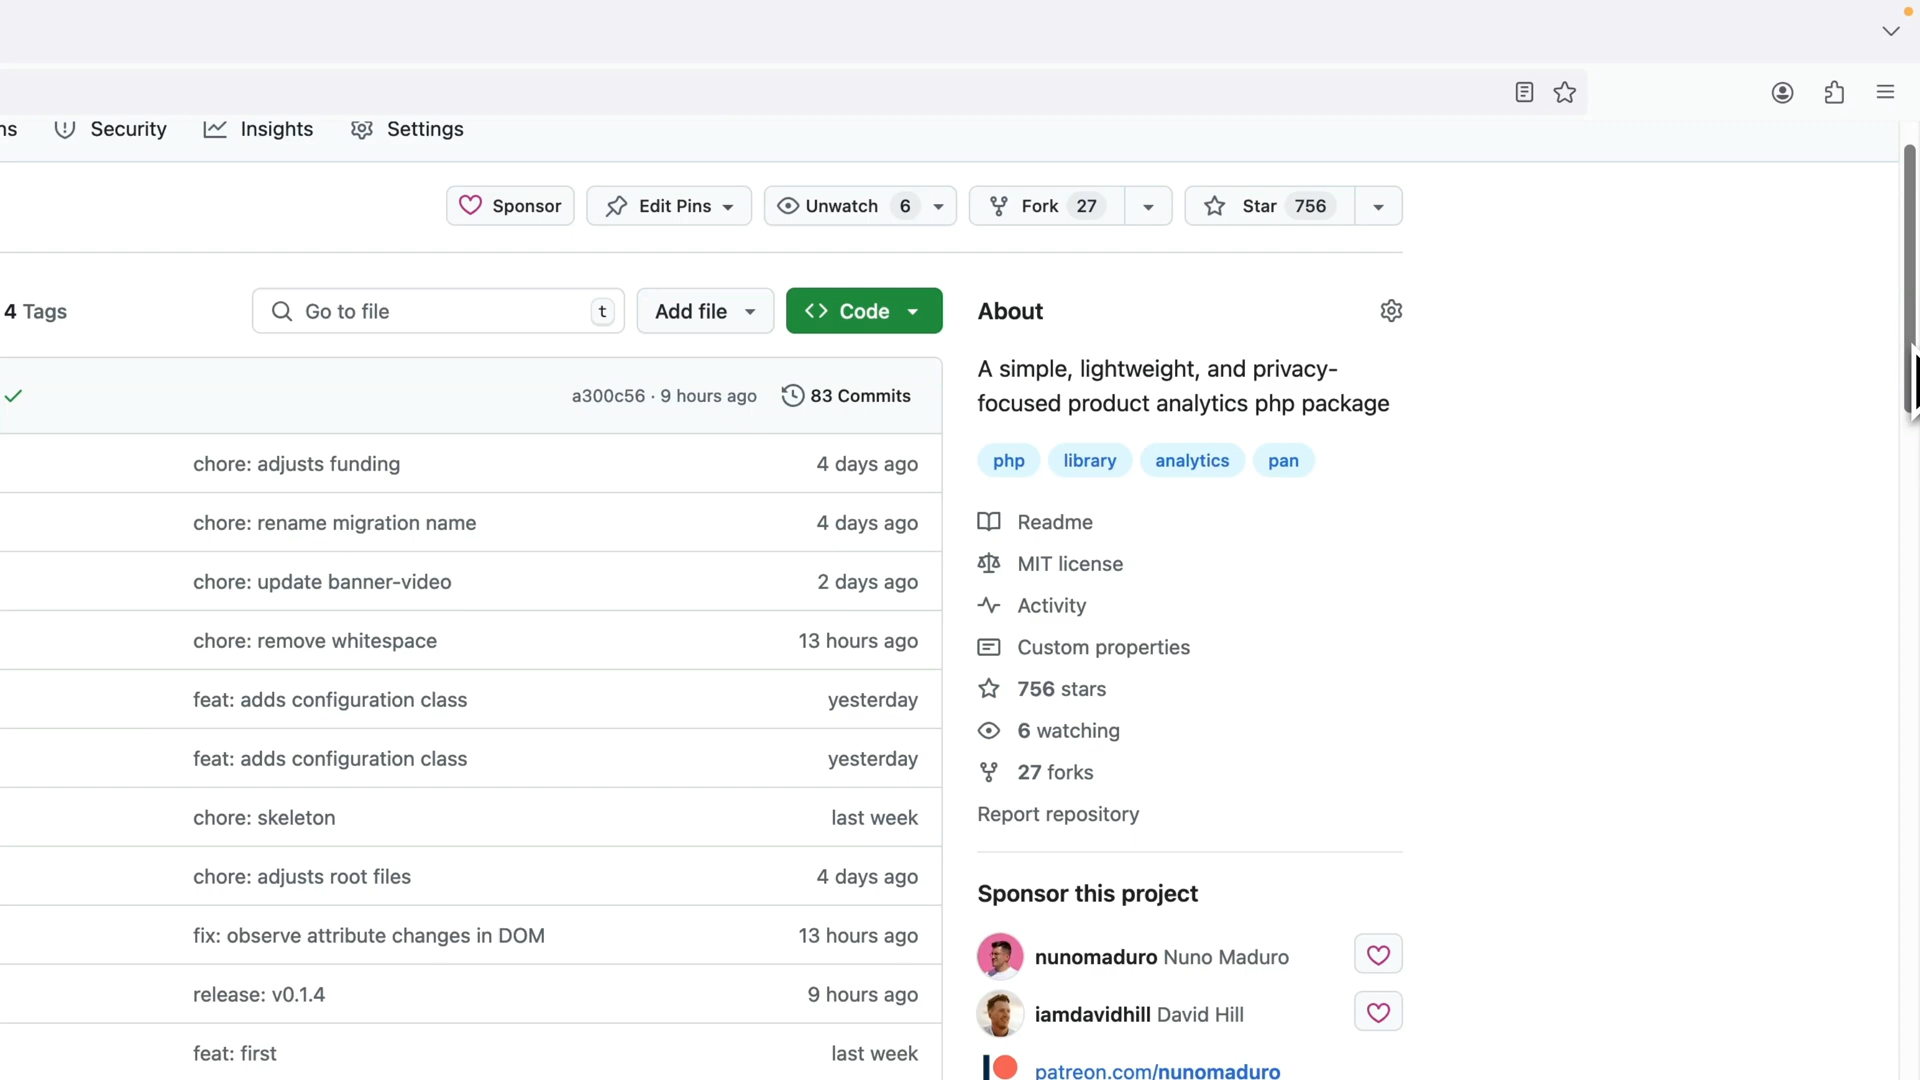 ns Security Insights Settings
Sponsor Edit Pins Unwatch 6 Fork 27 Star 756
4 Tags Go to file t Add file Code
a300c56 · 9 hours ago 83 Commits
chore: adjusts funding 4 days ago
chore: rename migration name 4 days ago
chore: update banner-video 2 days ago
chore: remove whitespace 13 hours ago
feat: adds configuration class yesterday
feat: adds configuration class yesterday
chore: skeleton last week
chore: adjusts root files 4 days ago
fix: observe attribute changes in DOM 13 hours ago
release: v0.1.4 9 hours ago
feat: first last week
About
A simple, lightweight, and privacy-
focused product analytics php package
php library analytics pan
Readme
MIT license
Activity
Custom properties
756 stars
6 watching
27 forks
Report repository
Sponsor this project
nunomaduro Nuno Maduro
iamdavidhill David Hill
patreon.com/nunomaduro